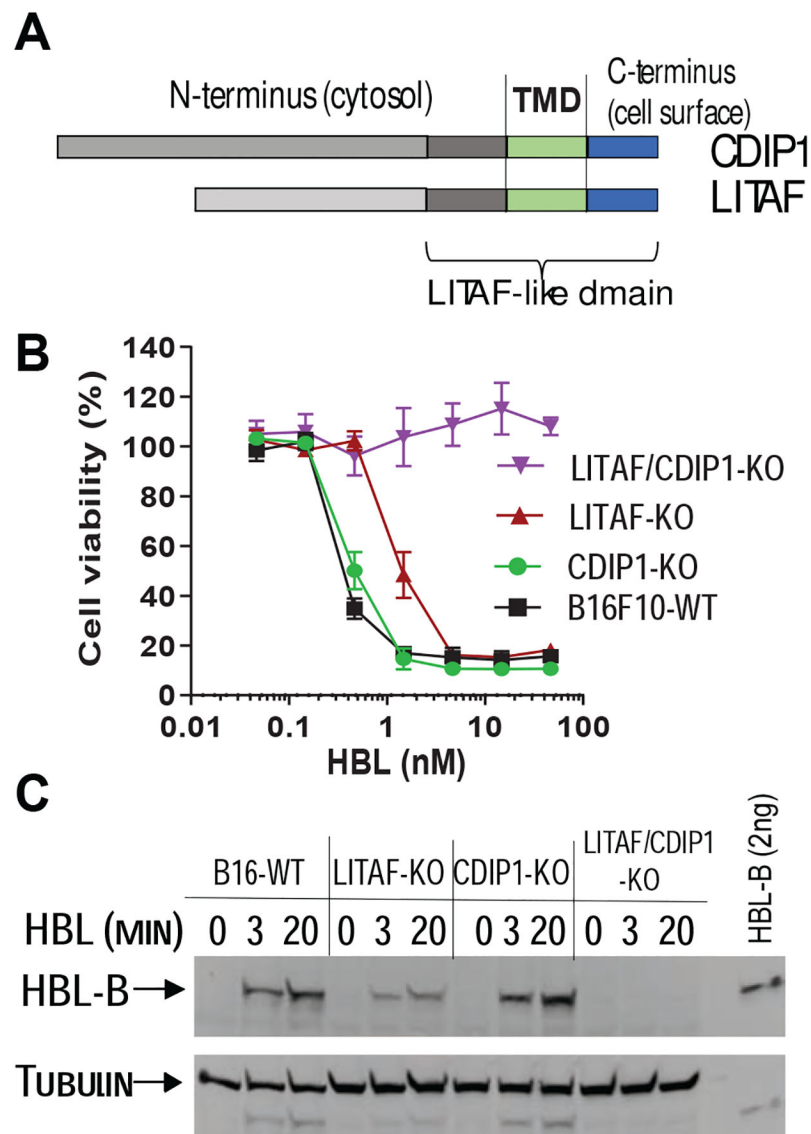 A
N-terminus (cytosol)
TMD
C-terminus
(cell surface)
CDIP1
LITAF
LITAF-like dmain
B
140
120
100
80
60
40
20
0
Cell viability (%)
0.01 0.1 1 10 100
HBL (nM)
LITAF/CDIP1-KO
LITAF-KO
CDIP1-KO
B16F10-WT
C
B16-WT LITAF-KO CDIP1-KO
LITAF/CDIP1
-KO
HBL-B (2ng)
HBL (MIN) 0 3 20 0 3 20 0 3 20 0 3 20
HBL-B
TUBULIN